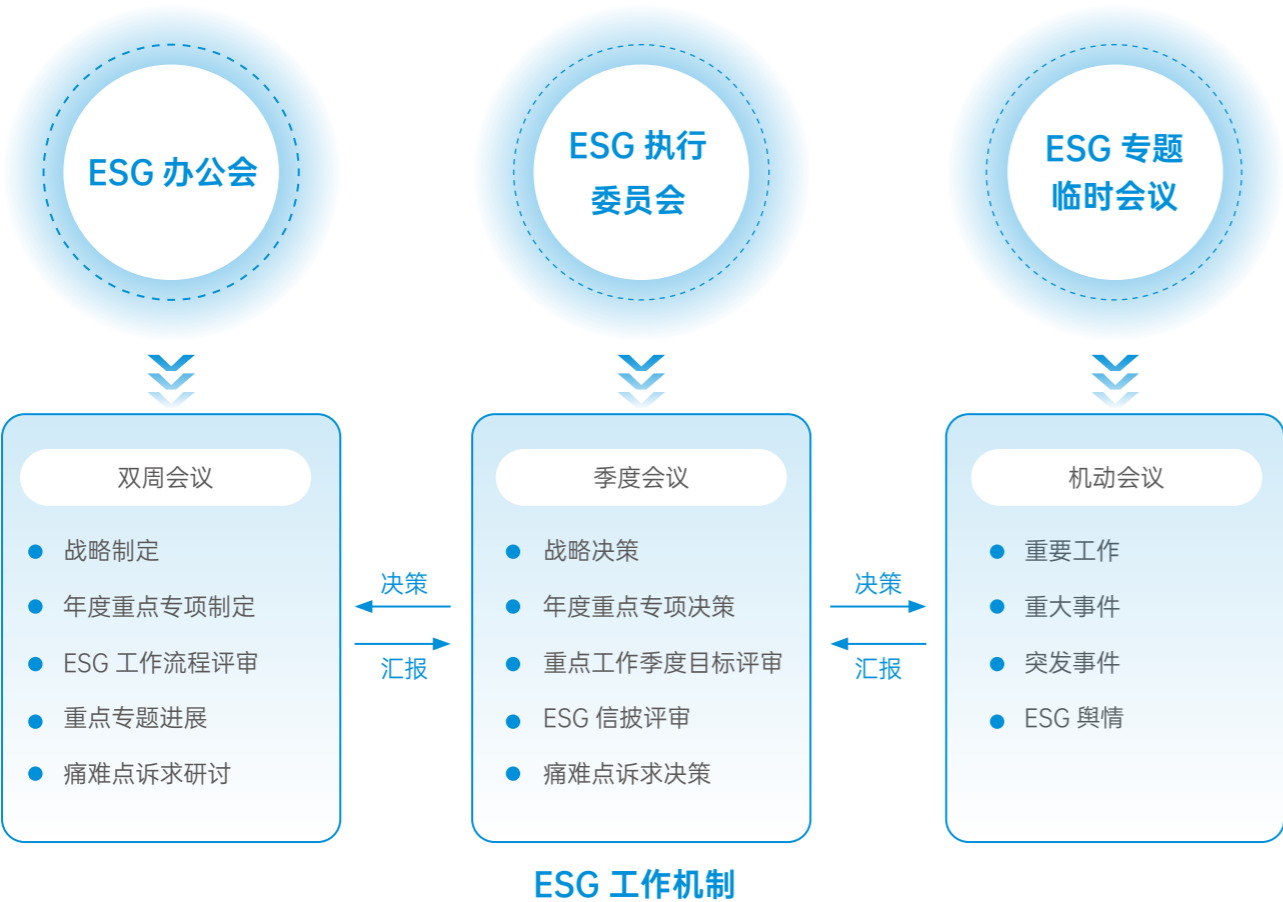 ESG 办公会
双周会议
战略制定
年度重点专项制定
ESG 工作流程评审
重点专题进展
痛难点诉求研讨
决策
汇报
ESG 执行
委员会
季度会议
战略决策
年度重点专项决策
重点工作季度目标评审
ESG 信披评审
痛难点诉求决策
决策
汇报
ESG 专题
临时会议
机动会议
重要工作
重大事件
突发事件
ESG 舆情
ESG 工作机制